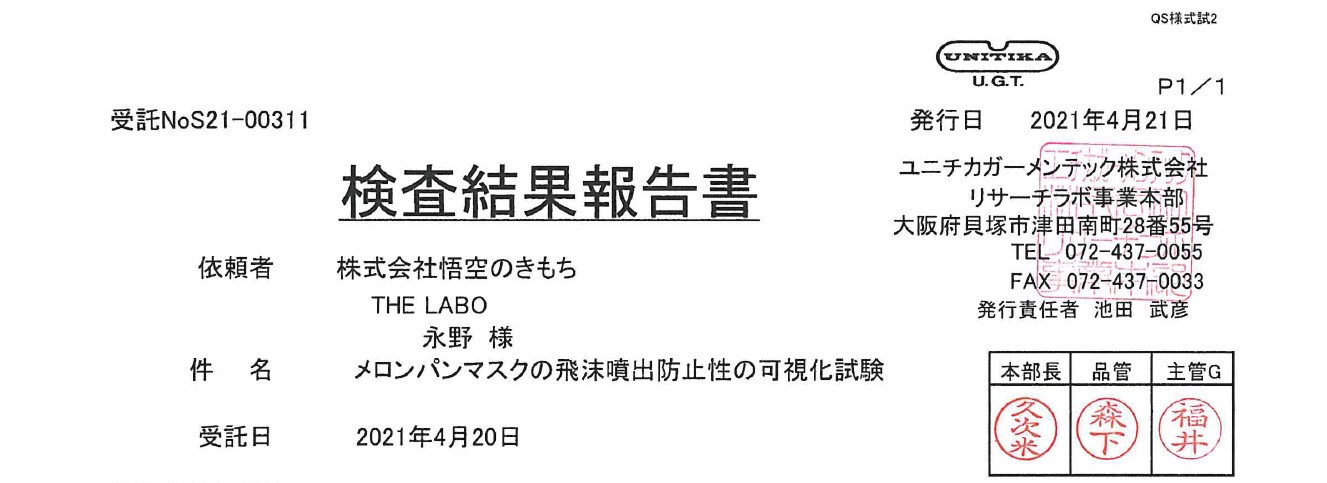 QS様式試2
UNITIKA
U.G.T.
P1/1
受託NoS21-00311
発行日 2021年4月21日
検査結果報告書
ユニチカガーメンテック株式会社
リサーチラボ事業本部
大阪府貝塚市津田南町28番55号
TEL 072-437-0055
FAX 072-437-0033
発行責任者 池田 武彦
依頼者 株式会社悟空のきもち
THE LABO
永野 様
件 名 メロンパンマスクの飛沫噴出防止性の可視化試験
受託日 2021年4月20日
本部長 品管 主管G
久次米 森下 福井